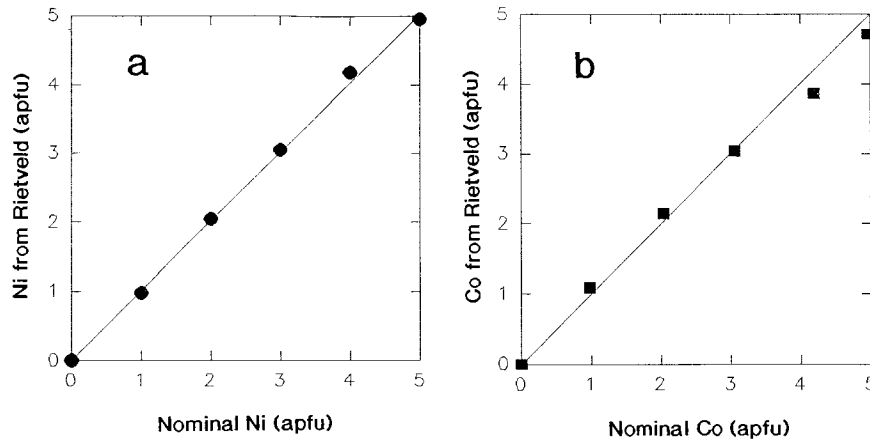 a
5
4
3
2
1
0
Ni from Rietveld (apfu)
0 1 2 3 4 5
Nominal Ni (apfu)
b
5
4
3
2
1
0
Co from Rietveld (apfu)
0 1 2 3 4 5
Nominal Co (apfu)